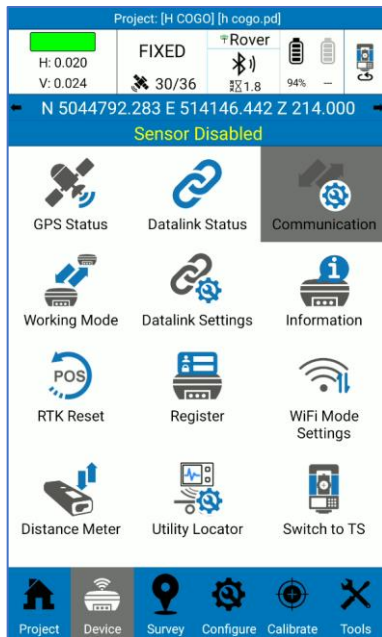 Project: [H COGO] [h cogo.pd]
H: 0.020
V: 0.024
FIXED
30/36
Rover
1.8
94%
–
N 5044792.283 E 514146.442 Z 214.000
Sensor Disabled
GPS Status
Datalink Status
Communication
Working Mode
Datalink Settings
Information
POS
RTK Reset
Register
WiFi Mode
Settings
Distance Meter
Utility Locator
Switch to TS
Project
Device
Survey
Configure
Calibrate
Tools